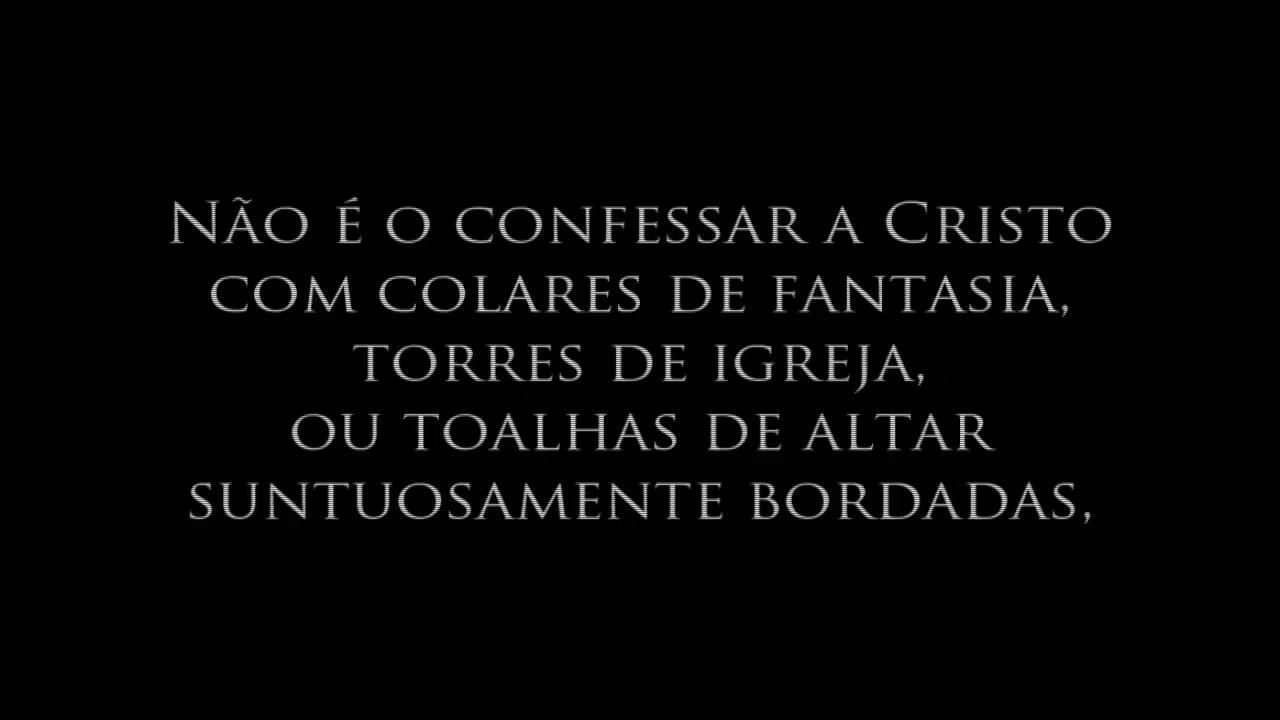 Não é o confessar a Cristo
com colares de fantasia,
torres de igreja,
ou toalhas de altar
suntuosamente bordadas,